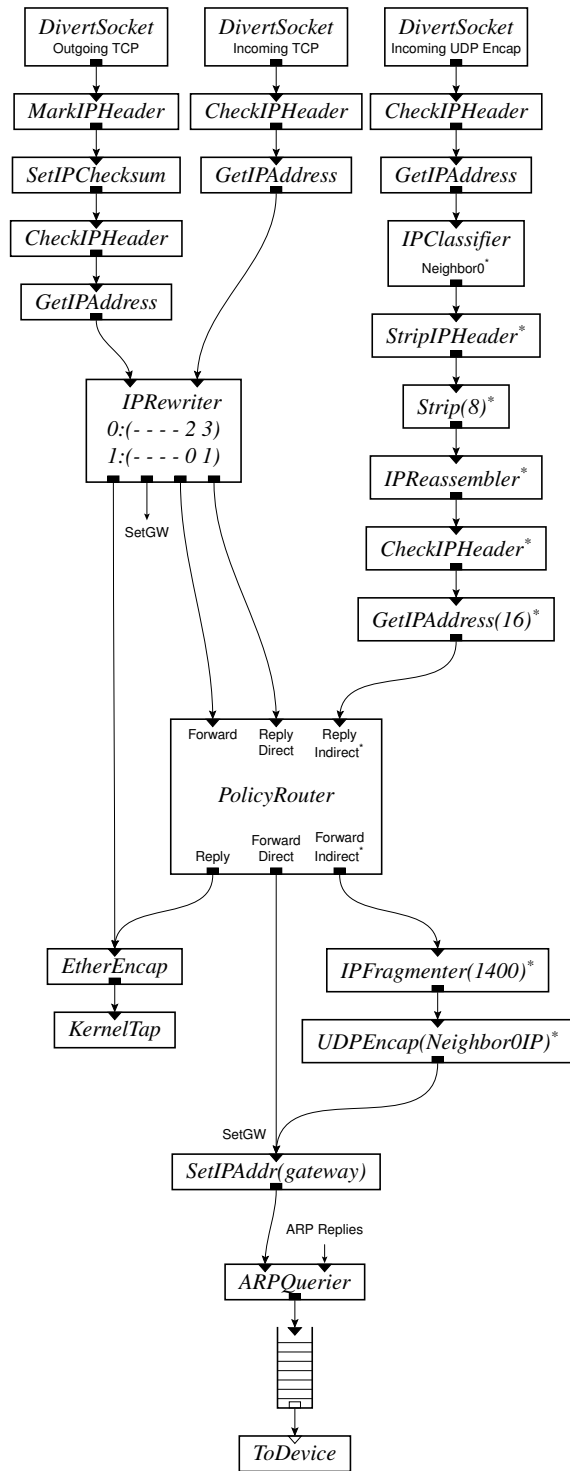 DivertSocket
Outgoing TCP
MarkIPHeader
SetIPChecksum
CheckIPHeader
GetIPAddress
DivertSocket
Incoming TCP
CheckIPHeader
GetIPAddress
DivertSocket
Incoming UDP Encap
CheckIPHeader
GetIPAddress
IPClassifier
Neighbor0*
StripIPHeader*
Strip(8)*
IPReassembler*
CheckIPHeader*
GetIPAddress(16)*
IPRewriter
0:(- - - - 2 3)
1:(- - - - 0 1)
SetGW
Forward
Reply
Direct
Reply
Indirect*
PolicyRouter
Reply
Forward
Direct
Forward
Indirect*
EtherEncap
KernelTap
IPFragmenter(1400)*
UDPEncap(Neighbor0IP)*
SetGW
SetIPAddr(gateway)
ARP Replies
ARPQuerier
ToDevice